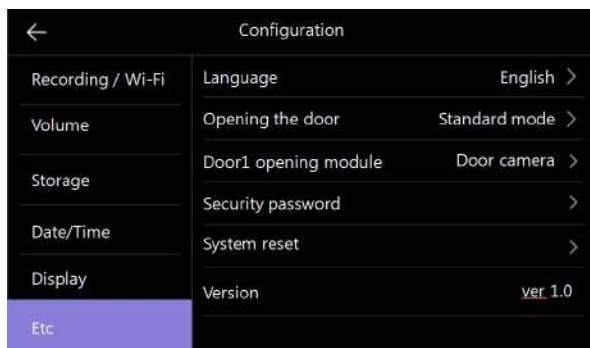 Configuration
Recording / Wi-Fi
Volume
Storage
Date/Time
Display
Etc
Language English
Opening the door Standard mode
Door1 opening module Door camera
Security password
System reset
Version ver 1.0